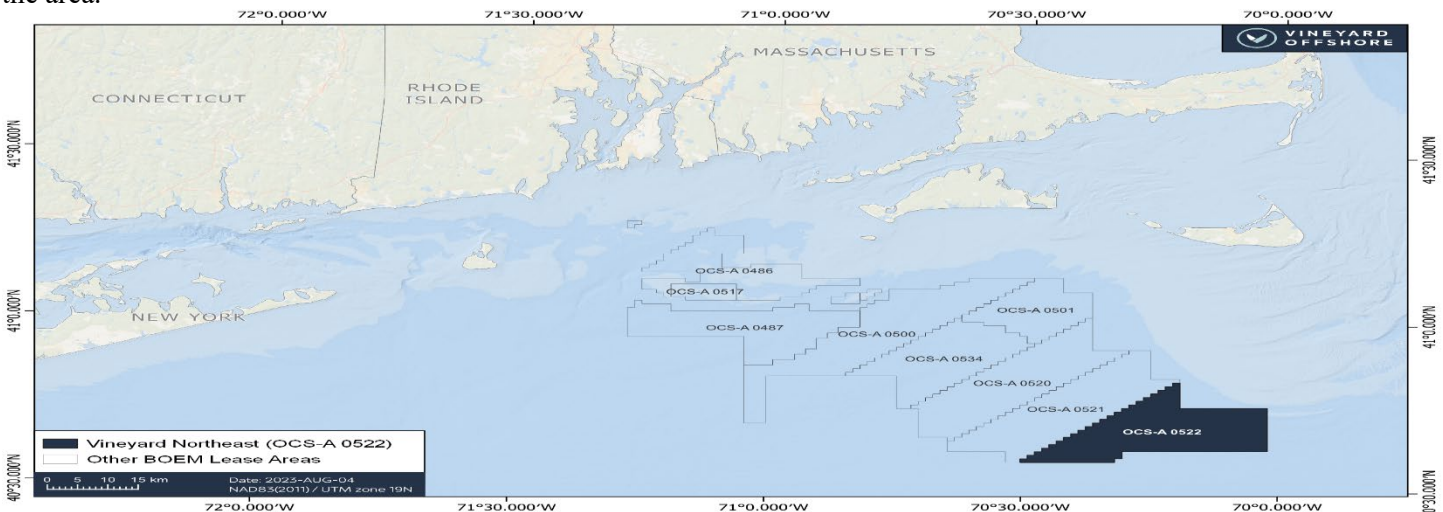 the area.
72°0.000'W 71°30.000'W 71°0.000'W 70°30.000'W 70°0.000'W
VINEYARD
OFFSHORE
MASSACHUSETTS
CONNECTICUT
RHODE
ISLAND
41°30.000'N
41°30.000'N
OCS-A 0486
OCS-A 0517
NEW YORK
OCS-A 0487
OCS-A 0500
OCS-A 0501
41°0.000'N
41°0.000'N
OCS-A 0534
OCS-A 0520
OCS-A 0521
OCS-A 0522
Vineyard Northeast (OCS-A 0522)
Other BOEM Lease Areas
0 5 10 15 km
Date: 2023-AUG-04
NAD83(2011) / UTM zone 19N
40°30.000'N
0°30.000'N
72°0.000'W 71°30.000'W 71°0.000'W 70°30.000'W 70°0.000'W